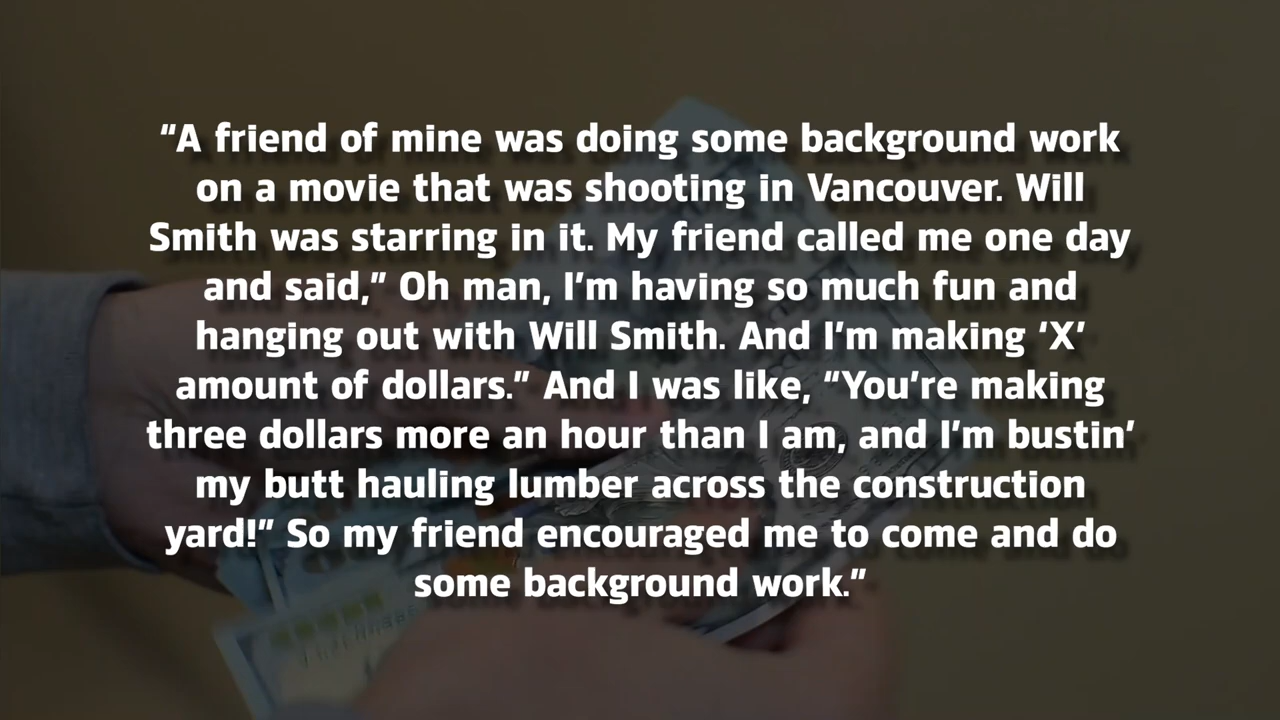 “A friend of mine was doing some background work
on a movie that was shooting in Vancouver. Will
Smith was starring in it. My friend called me one day
and said,” Oh man, I’m having so much fun and
hanging out with Will Smith. And I’m making ‘X’
amount of dollars.” And I was like, “You’re making
three dollars more an hour than I am, and I’m bustin’
my butt hauling lumber across the construction
yard!” So my friend encouraged me to come and do
some background work.”